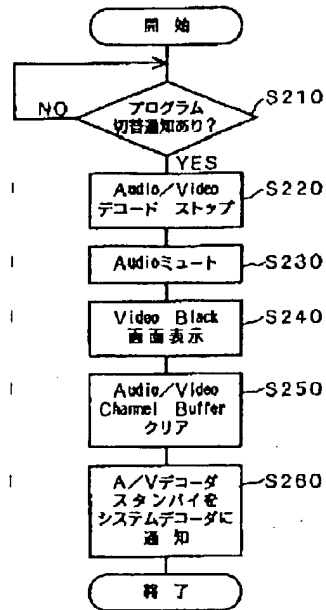 開始
プログラム
切替通知あり?
S210
NO
YES
Audio/Video
デコード ストップ
S220
Audioミュート
S230
Video Black
画面表示
S240
Audio/Video
Channel Buffer
クリア
S250
A/Vデコーダ
スタンバイを
システムデコーダに
通知
S260
終了